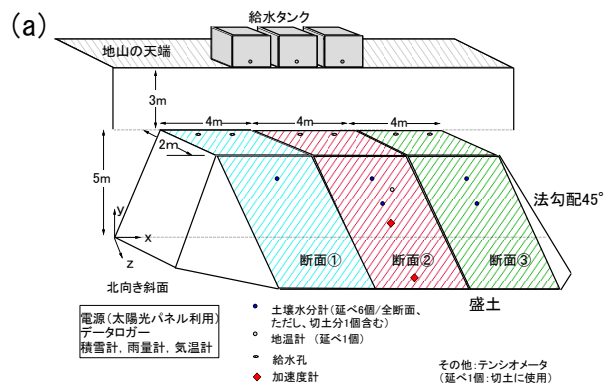 (a)
給水タンク
地山の天端
3m
4m
4m
4m
2m
5m
法勾配45°
y
x
z
断面①
断面②
断面③
北向き斜面
盛土
電源(太陽光パネル利用)
データロガー
積雪計，雨量計，気温計
土壌水分計(延べ6個/全断面、
ただし、切土分1個含む)
地温計 (延べ1個)
給水孔
加速度計
その他：テンシオメータ
(延べ1個：切土に使用)